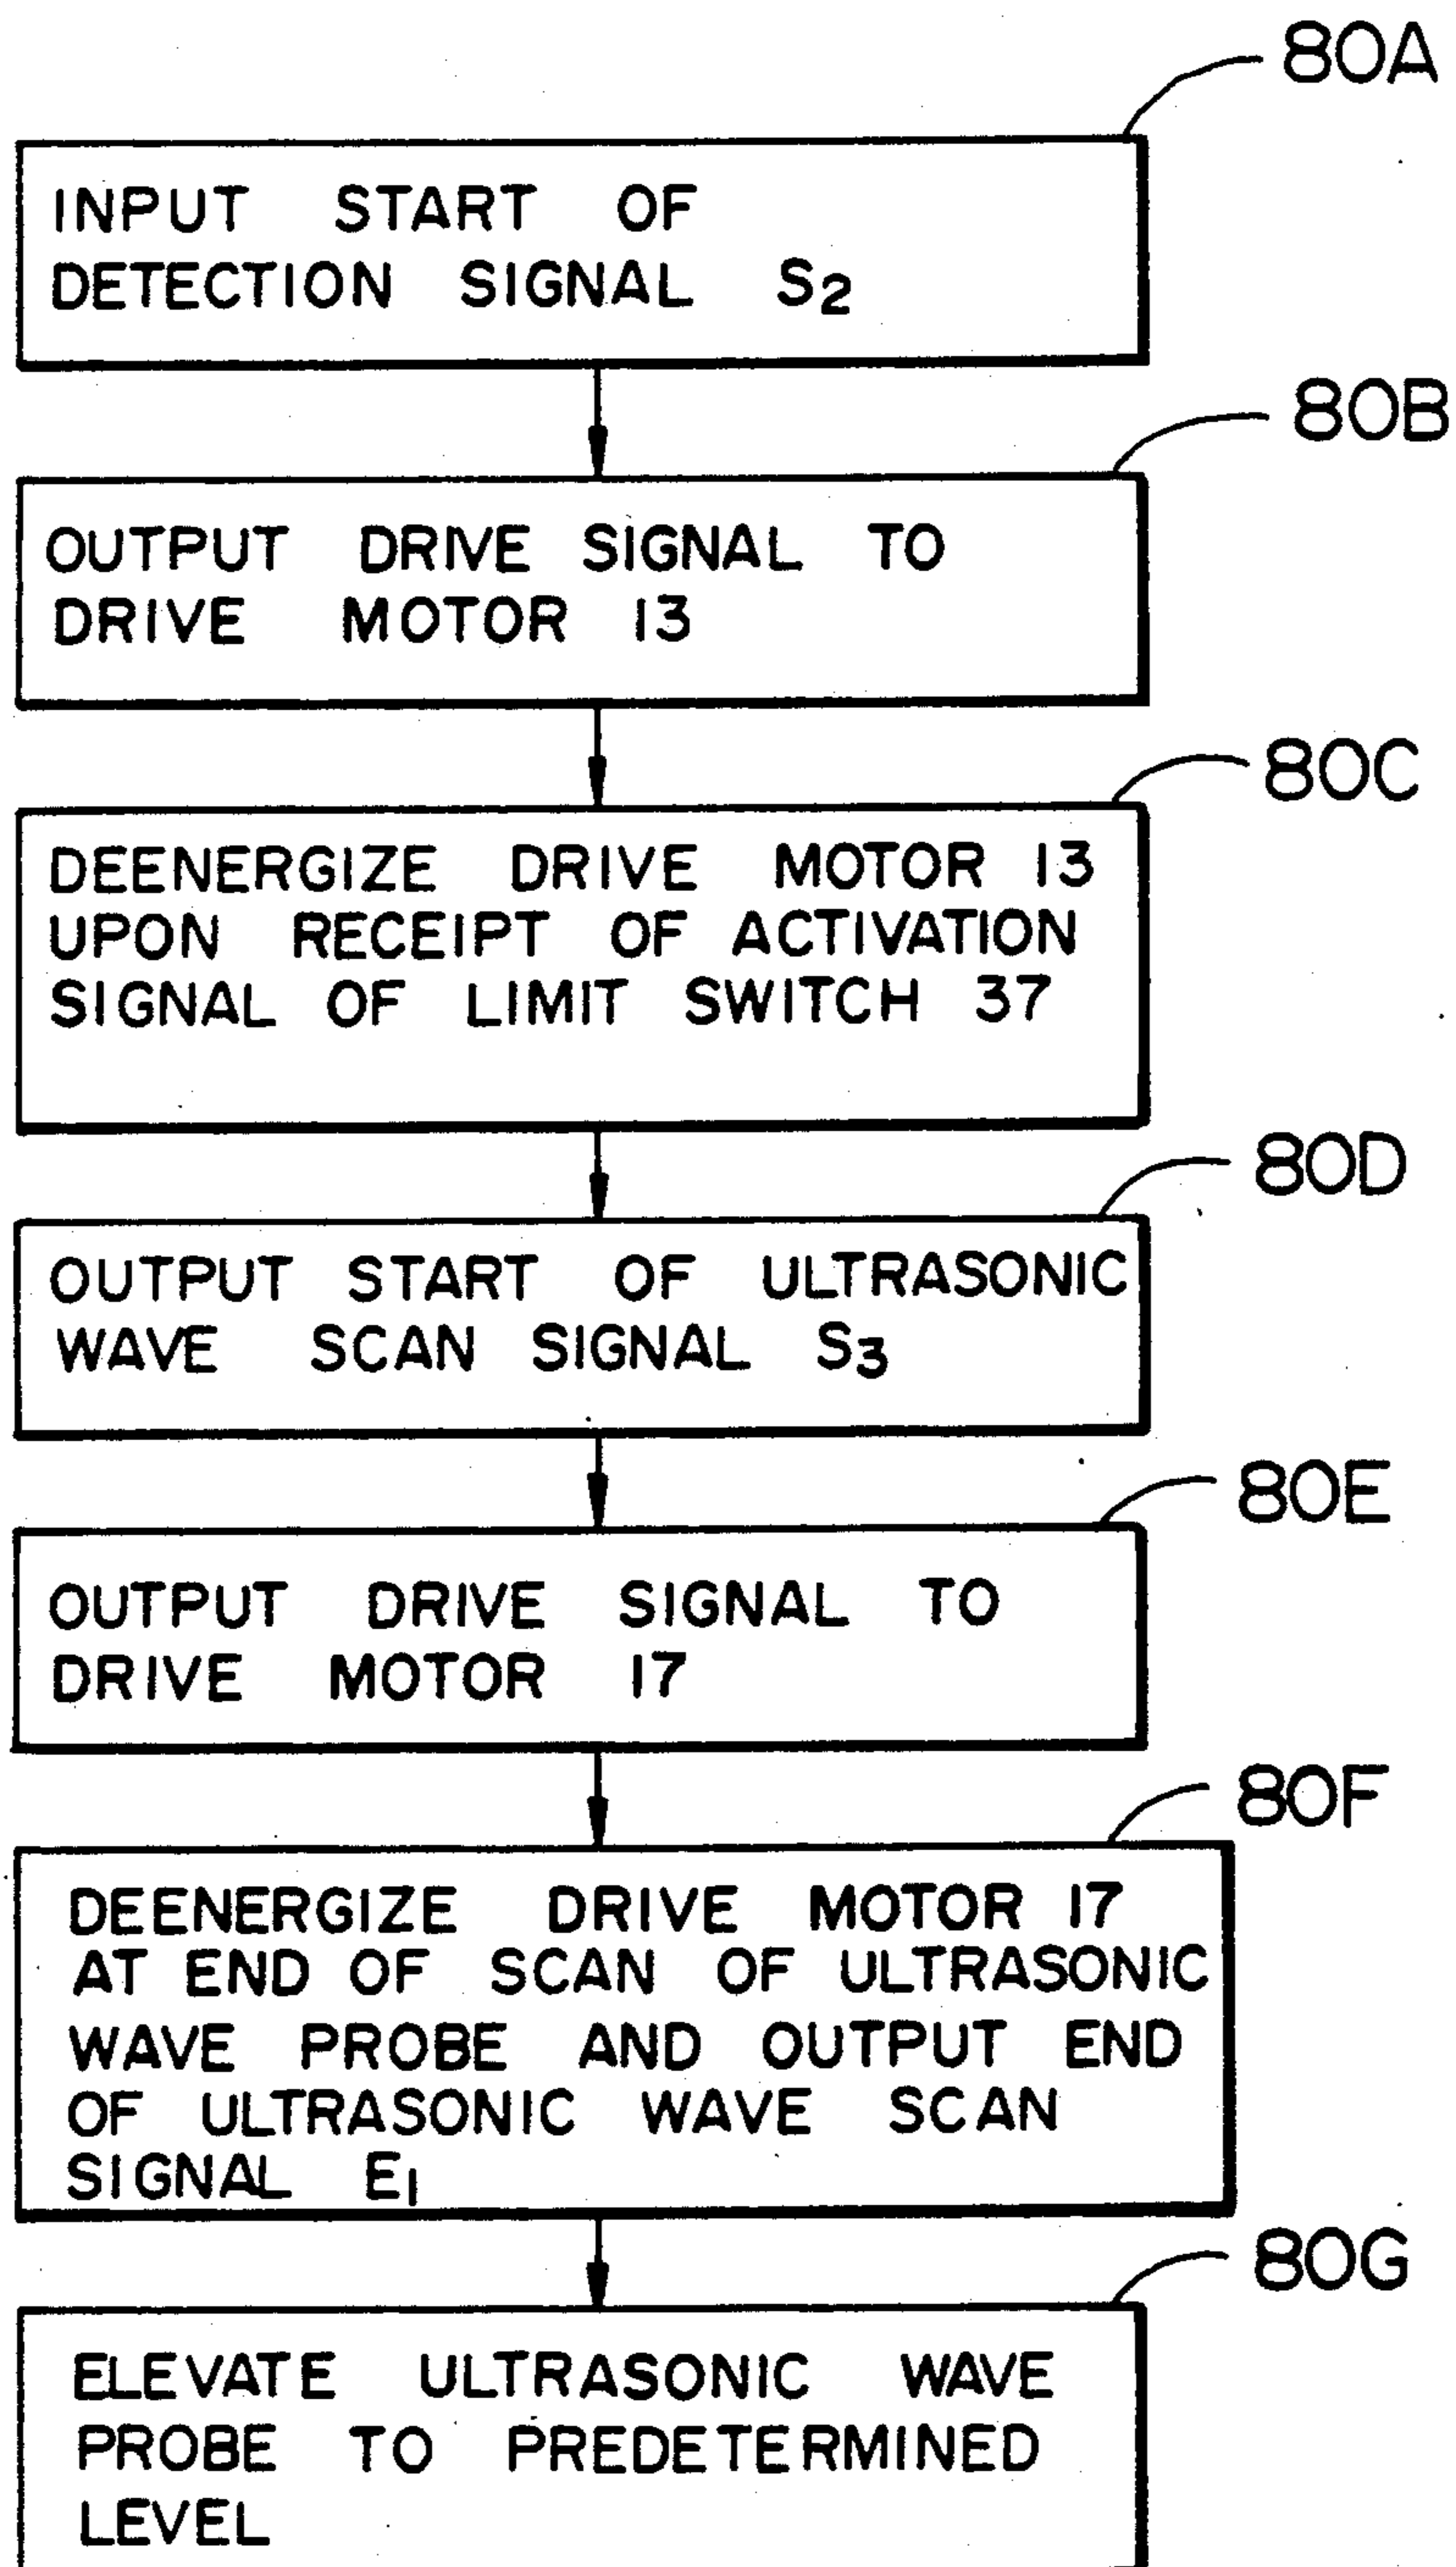 80A
INPUT START OF
DETECTION SIGNAL S2
80B
OUTPUT DRIVE SIGNAL TO
DRIVE MOTOR 13
80C
DEENERGIZE DRIVE MOTOR 13
UPON RECEIPT OF ACTIVATION
SIGNAL OF LIMIT SWITCH 37
80D
OUTPUT START OF ULTRASONIC
WAVE SCAN SIGNAL S3
80E
OUTPUT DRIVE SIGNAL TO
DRIVE MOTOR 17
80F
DEENERGIZE DRIVE MOTOR 17
AT END OF SCAN OF ULTRASONIC
WAVE PROBE AND OUTPUT END
OF ULTRASONIC WAVE SCAN
SIGNAL E1
80G
ELEVATE ULTRASONIC WAVE
PROBE TO PREDETERMINED
LEVEL